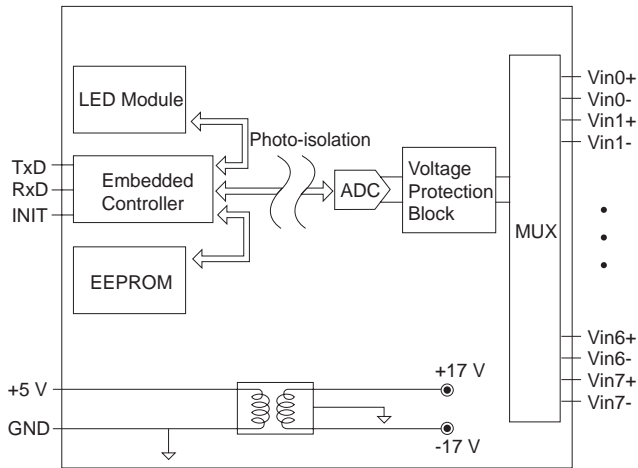 LED Module
Vin0+
Vin0-
Vin1+
Vin1-
Photo-isolation
TxD
RxD
INIT
Embedded
Controller
ADC
Voltage
Protection
Block
MUX
EEPROM
Vin6+
Vin6-
Vin7+
Vin7-
+5 V
+17 V
GND
-17 V